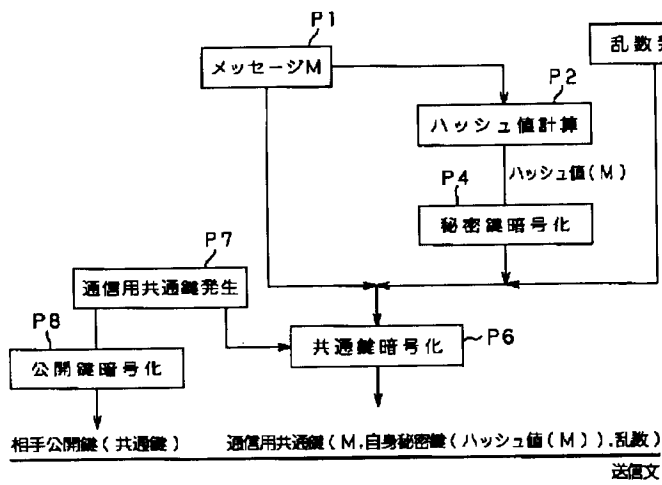 P1
メッセージM
乱数
P2
ハッシュ値計算
ハッシュ値(M)
P4
秘密鍵暗号化
P7
通信用共通鍵発生
P8
公開鍵暗号化
共通鍵暗号化
P6
相手公開鍵(共通鍵)
通信用共通鍵(M,自身秘密鍵(ハッシュ値(M)),乱数)
送信文